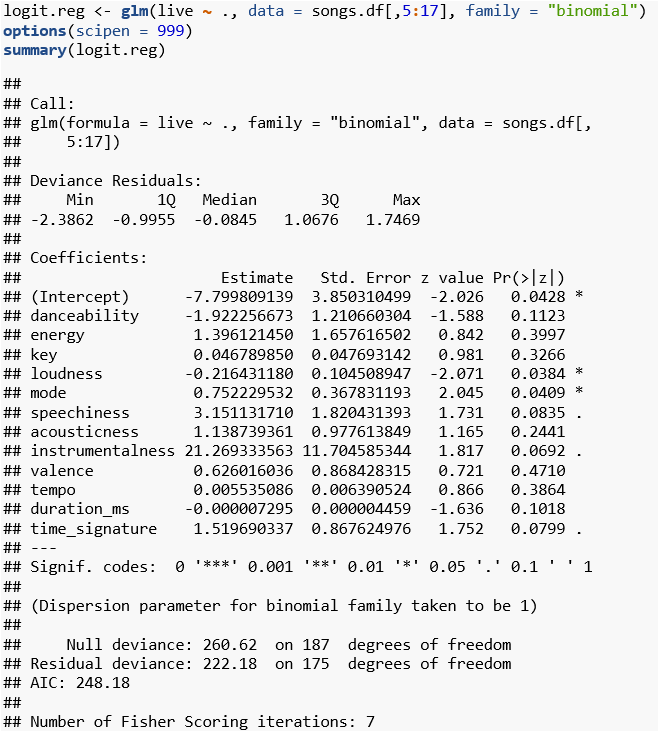 logit.reg <- glm(live ~ ., data = songs.df[,5:17], family = "binomial")
options(scipen = 999)
summary(logit.reg)
##
## Call:
## glm(formula = live ~ ., family = "binomial", data = songs.df[,
##     5:17])
##
## Deviance Residuals:
##     Min       1Q   Median       3Q      Max
## -2.3862  -0.9955  -0.0845   1.0676   1.7469
##
## Coefficients:
##                      Estimate   Std. Error z value Pr(>|z|)
## (Intercept)      -7.799809139  3.850310499  -2.026   0.0428 *
## danceability     -1.922256673  1.210660304  -1.588   0.1123
## energy            1.396121450  1.657616502   0.842   0.3997
## key               0.046789850  0.047693142   0.981   0.3266
## loudness         -0.216431180  0.104508947  -2.071   0.0384 *
## mode              0.752229532  0.367831193   2.045   0.0409 *
## speechiness       3.151131710  1.820431393   1.731   0.0835 .
## acousticness      1.138739361  0.977613849   1.165   0.2441
## instrumentalness 21.269333563 11.704585344   1.817   0.0692 .
## valence           0.626016036  0.868428315   0.721   0.4710
## tempo             0.005535086  0.006390524   0.866   0.3864
## duration_ms      -0.000007295  0.000004459  -1.636   0.1018
## time_signature    1.519690337  0.867624976   1.752   0.0799 .
## ---
## Signif. codes:  0 '***' 0.001 '**' 0.01 '*' 0.05 '.' 0.1 ' ' 1
##
## (Dispersion parameter for binomial family taken to be 1)
##
##     Null deviance: 260.62  on 187  degrees of freedom
## Residual deviance: 222.18  on 175  degrees of freedom
## AIC: 248.18
##
## Number of Fisher Scoring iterations: 7